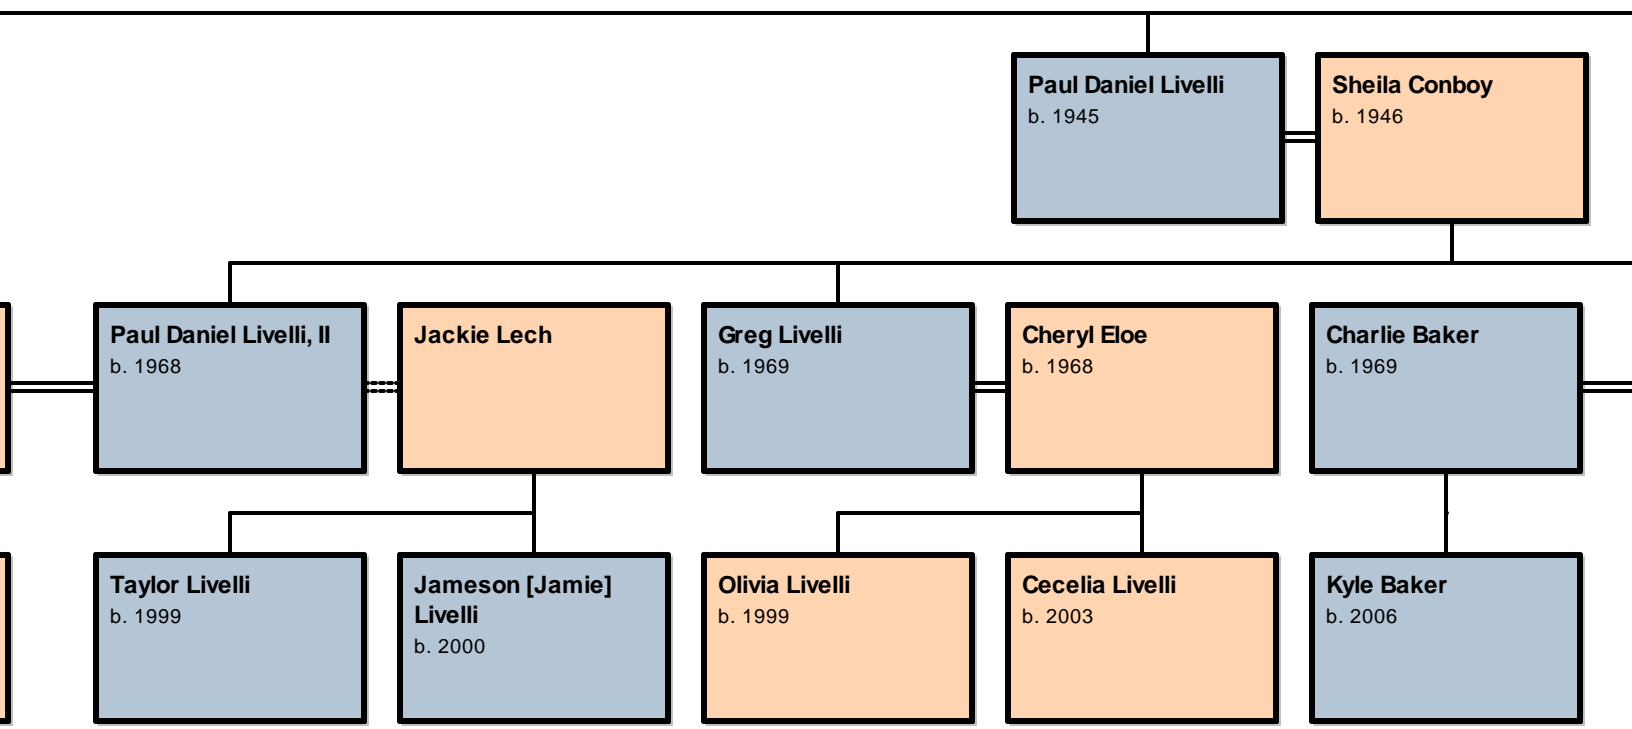 Paul Daniel Livelli
b. 1945
Sheila Conboy
b. 1946
Paul Daniel Livelli, II
b. 1968
Jackie Lech
Greg Livelli
b. 1969
Cheryl Eloe
b. 1968
Charlie Baker
b. 1969
Taylor Livelli
b. 1999
Jameson [Jamie]
Livelli
b. 2000
Olivia Livelli
b. 1999
Cecelia Livelli
b. 2003
Kyle Baker
b. 2006